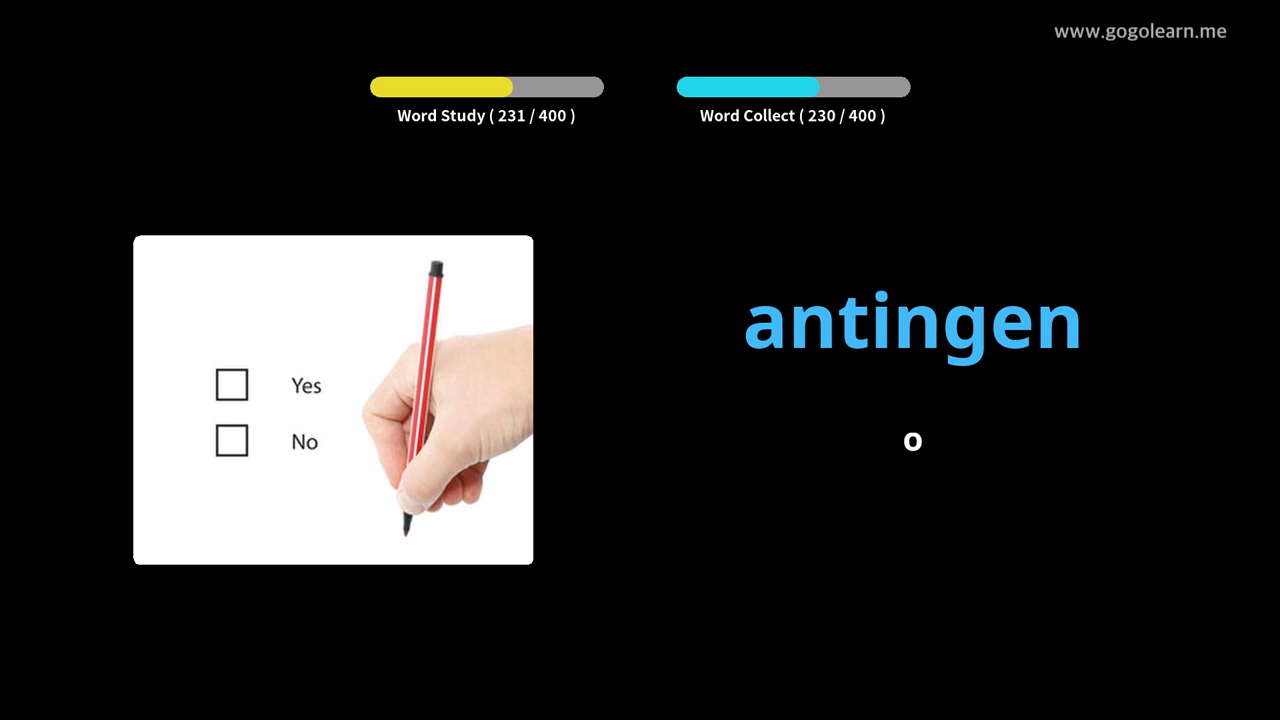 www.gogolearn.me
Word Study ( 231 / 400 )
Word Collect ( 230 / 400 )
antingen
Yes
No
o